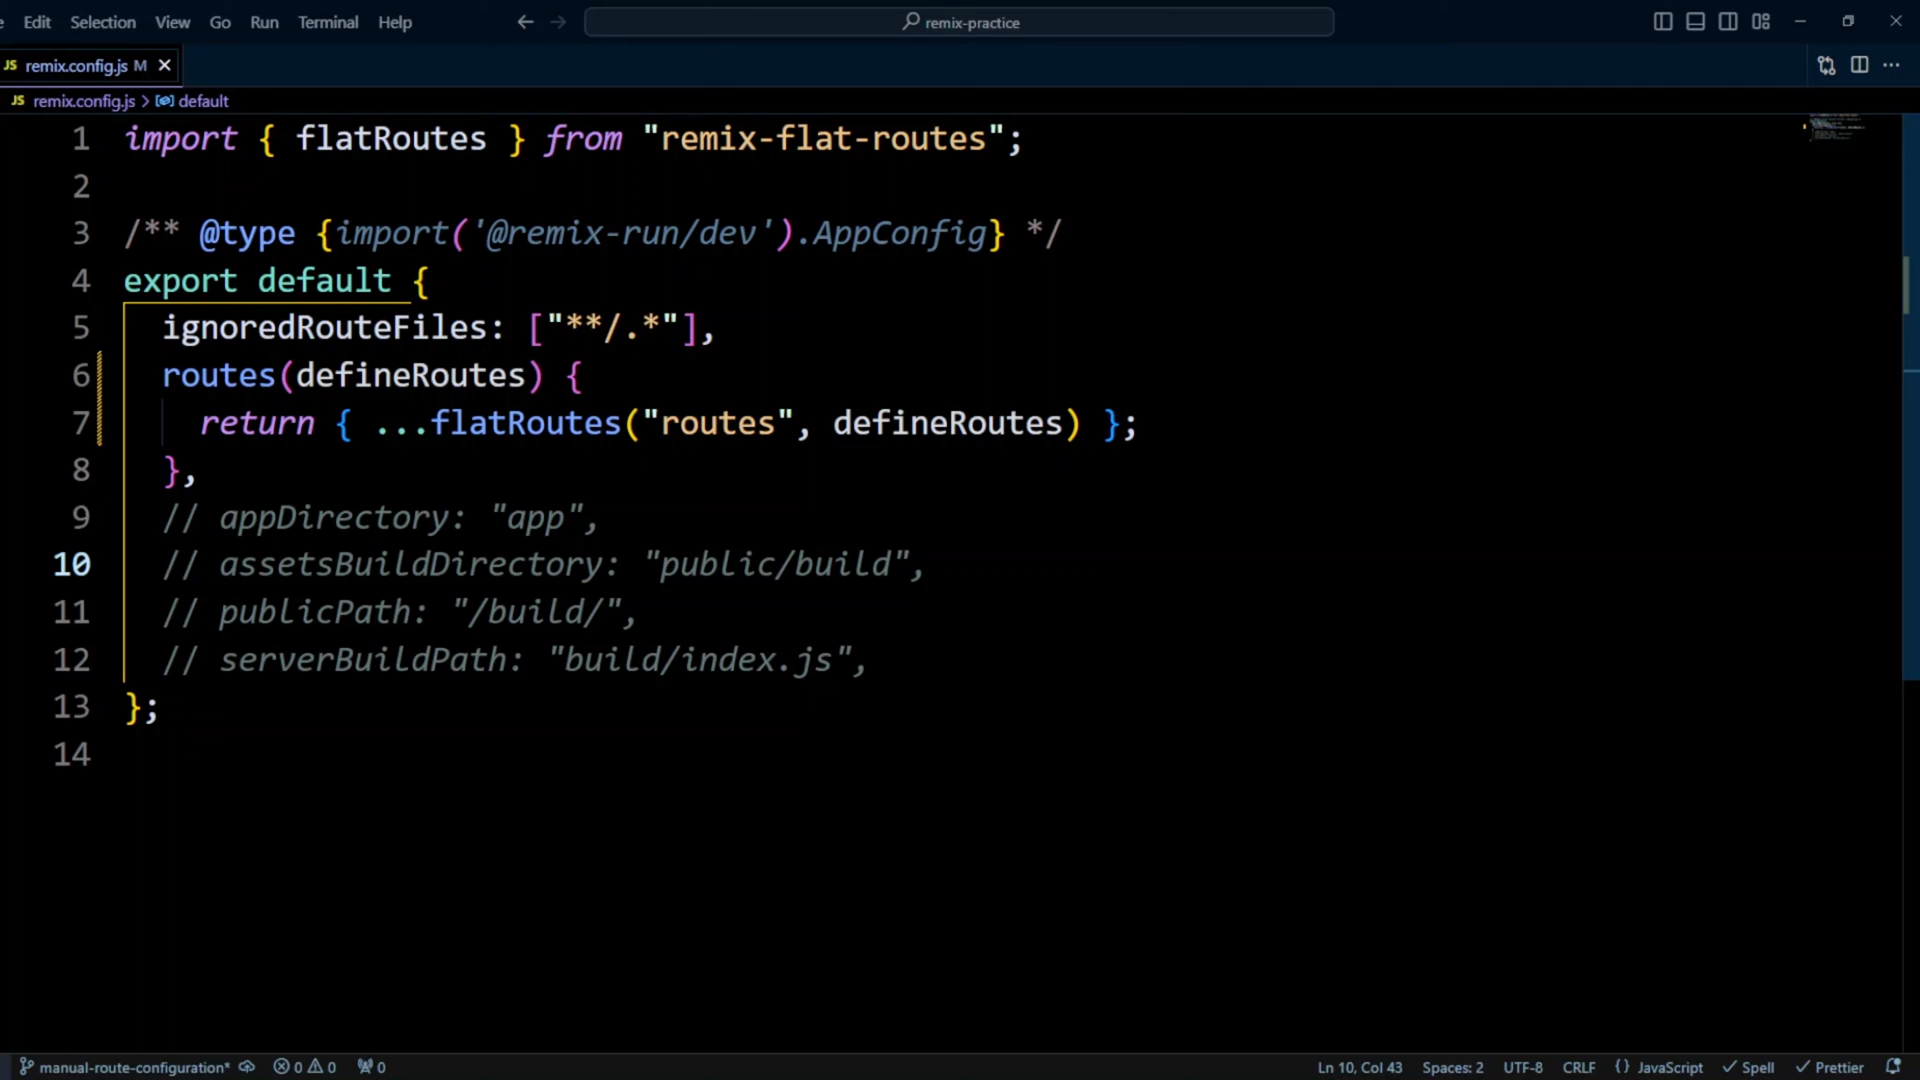 Edit Selection View Go Run Terminal Help
remix-practice
JS remix.config.js M
JS remix.config.js > default
1 import { flatRoutes } from "remix-flat-routes";
2
3 /** @type {import('@remix-run/dev').AppConfig} */
4 export default {
5 ignoredRouteFiles: ["**/.*"],
6 routes(defineRoutes) {
7 return { ...flatRoutes("routes", defineRoutes) };
8 },
9 // appDirectory: "app",
10 // assetsBuildDirectory: "public/build",
11 // publicPath: "/build/",
12 // serverBuildPath: "build/index.js",
13 };
14
manual-route-configuration* 0 0 0 Ln 10, Col 43 Spaces: 2 UTF-8 CRLF {} JavaScript Spell Prettier